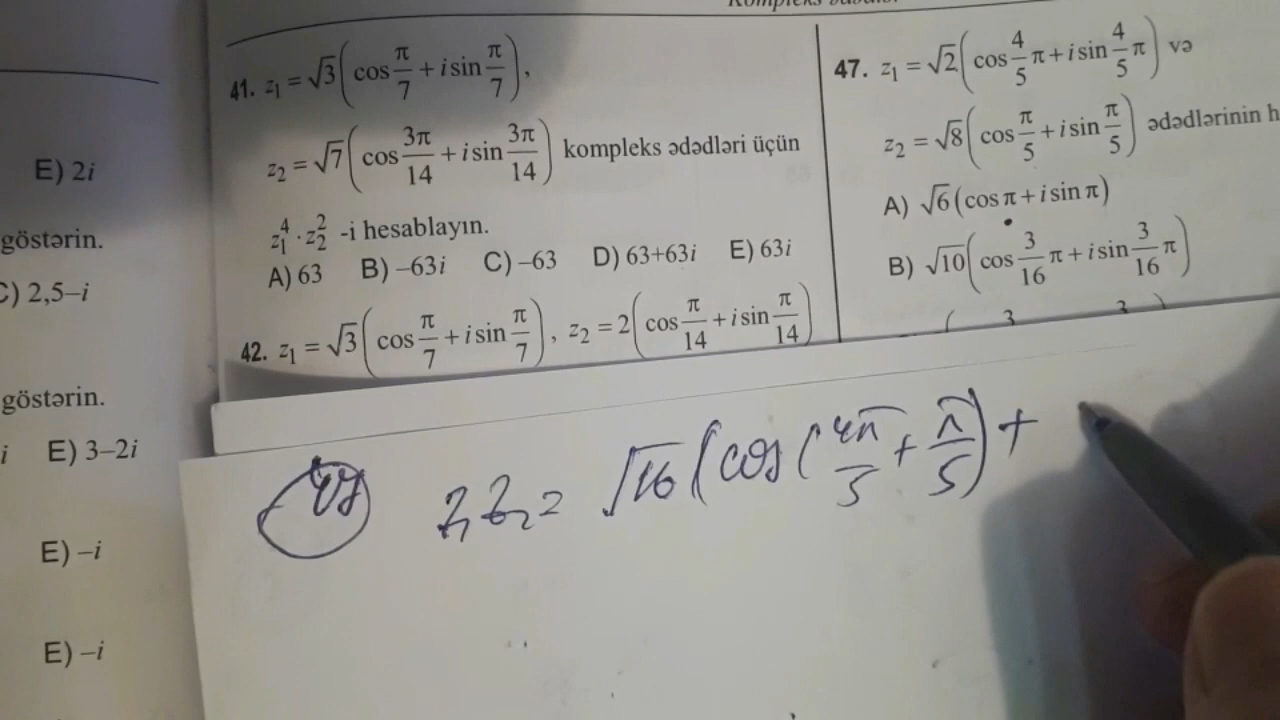 E) 2i
göstərin.
C) 2,5–i
göstərin.
i E) 3–2i
E) –i
E) –i
41. z₁ = √3(cos π/7 + i sin π/7),
z₂ = √7(cos 3π/14 + i sin 3π/14) kompleks ədədləri üçün
z₁⁴ · z₂² -i hesablayın.
A) 63 B) –63i C) –63 D) 63+63i E) 63i
42. z₁ = √3(cos π/7 + i sin π/7), z₂ = 2(cos π/14 + i sin π/14)
47. z₁ = √2(cos 4/5 π + i sin 4/5 π) və
z₂ = √8(cos π/5 + i sin π/5) ədədlərinin h
A) √6(cos π + i sin π)
B) √10(cos 3/16 π + i sin 3/16 π)
( 3 3 )
47 z₁z₂ = √16(cos(4π/5 + π/5) +